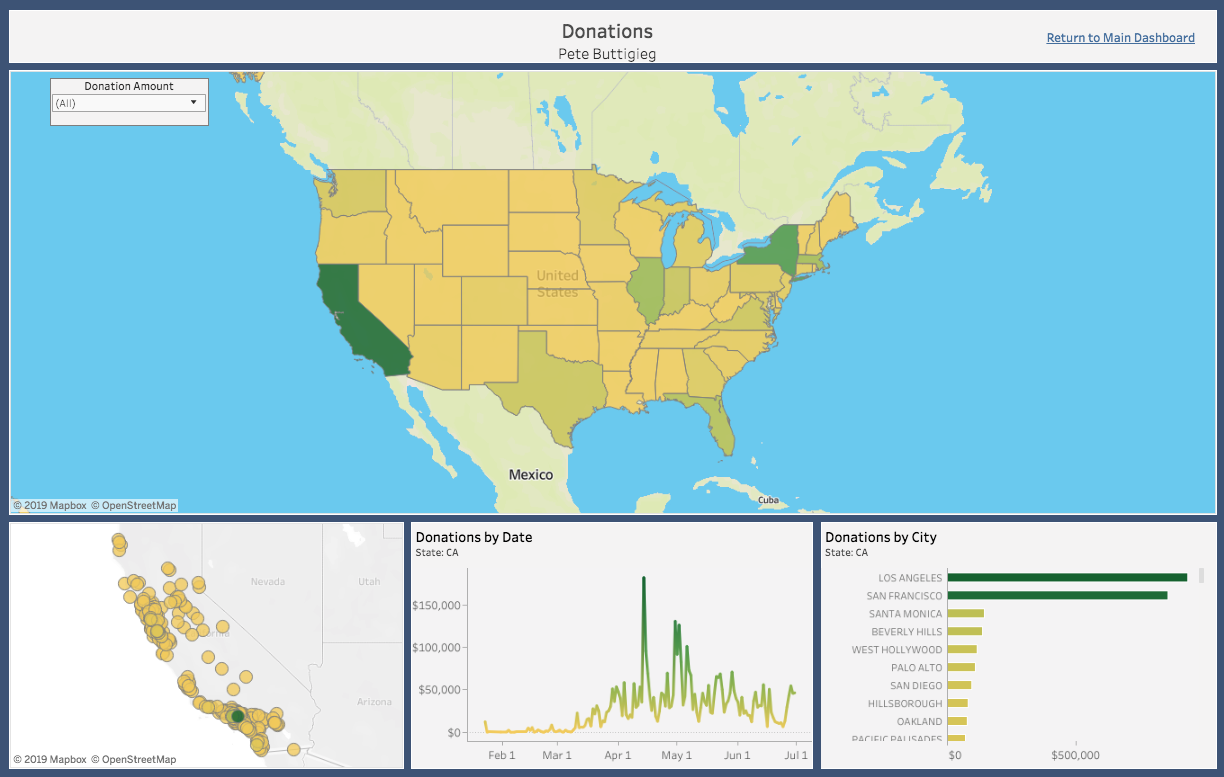 Donations
Pete Buttigieg
Return to Main Dashboard
Donation Amount
(All)
United
States
Mexico
Cuba
© 2019 Mapbox © OpenStreetMap
Nevada
Utah
Arizona
© 2019 Mapbox © OpenStreetMap
Donations by Date
State: CA
$150,000
$100,000
$50,000
$0
Feb 1
Mar 1
Apr 1
May 1
Jun 1
Jul 1
Donations by City
State: CA
LOS ANGELES
SAN FRANCISCO
SANTA MONICA
BEVERLY HILLS
WEST HOLLYWOOD
PALO ALTO
SAN DIEGO
HILLSBOROUGH
OAKLAND
PACIFIC PALISADES
$0
$500,000